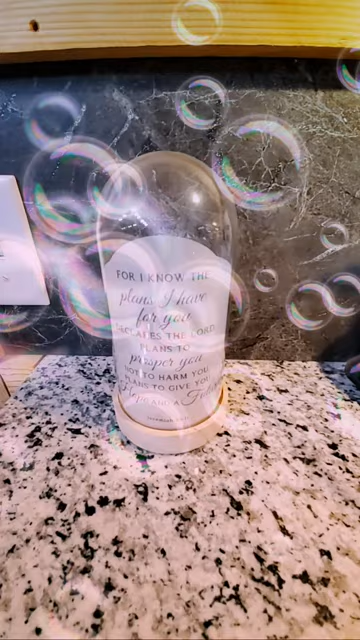 FOR I KNOW THE
plans I have
for you
DECLARES THE LORD
PLANS TO
prosper you
NOT TO HARM YOU
PLANS TO GIVE YOU
Hope AND A Future